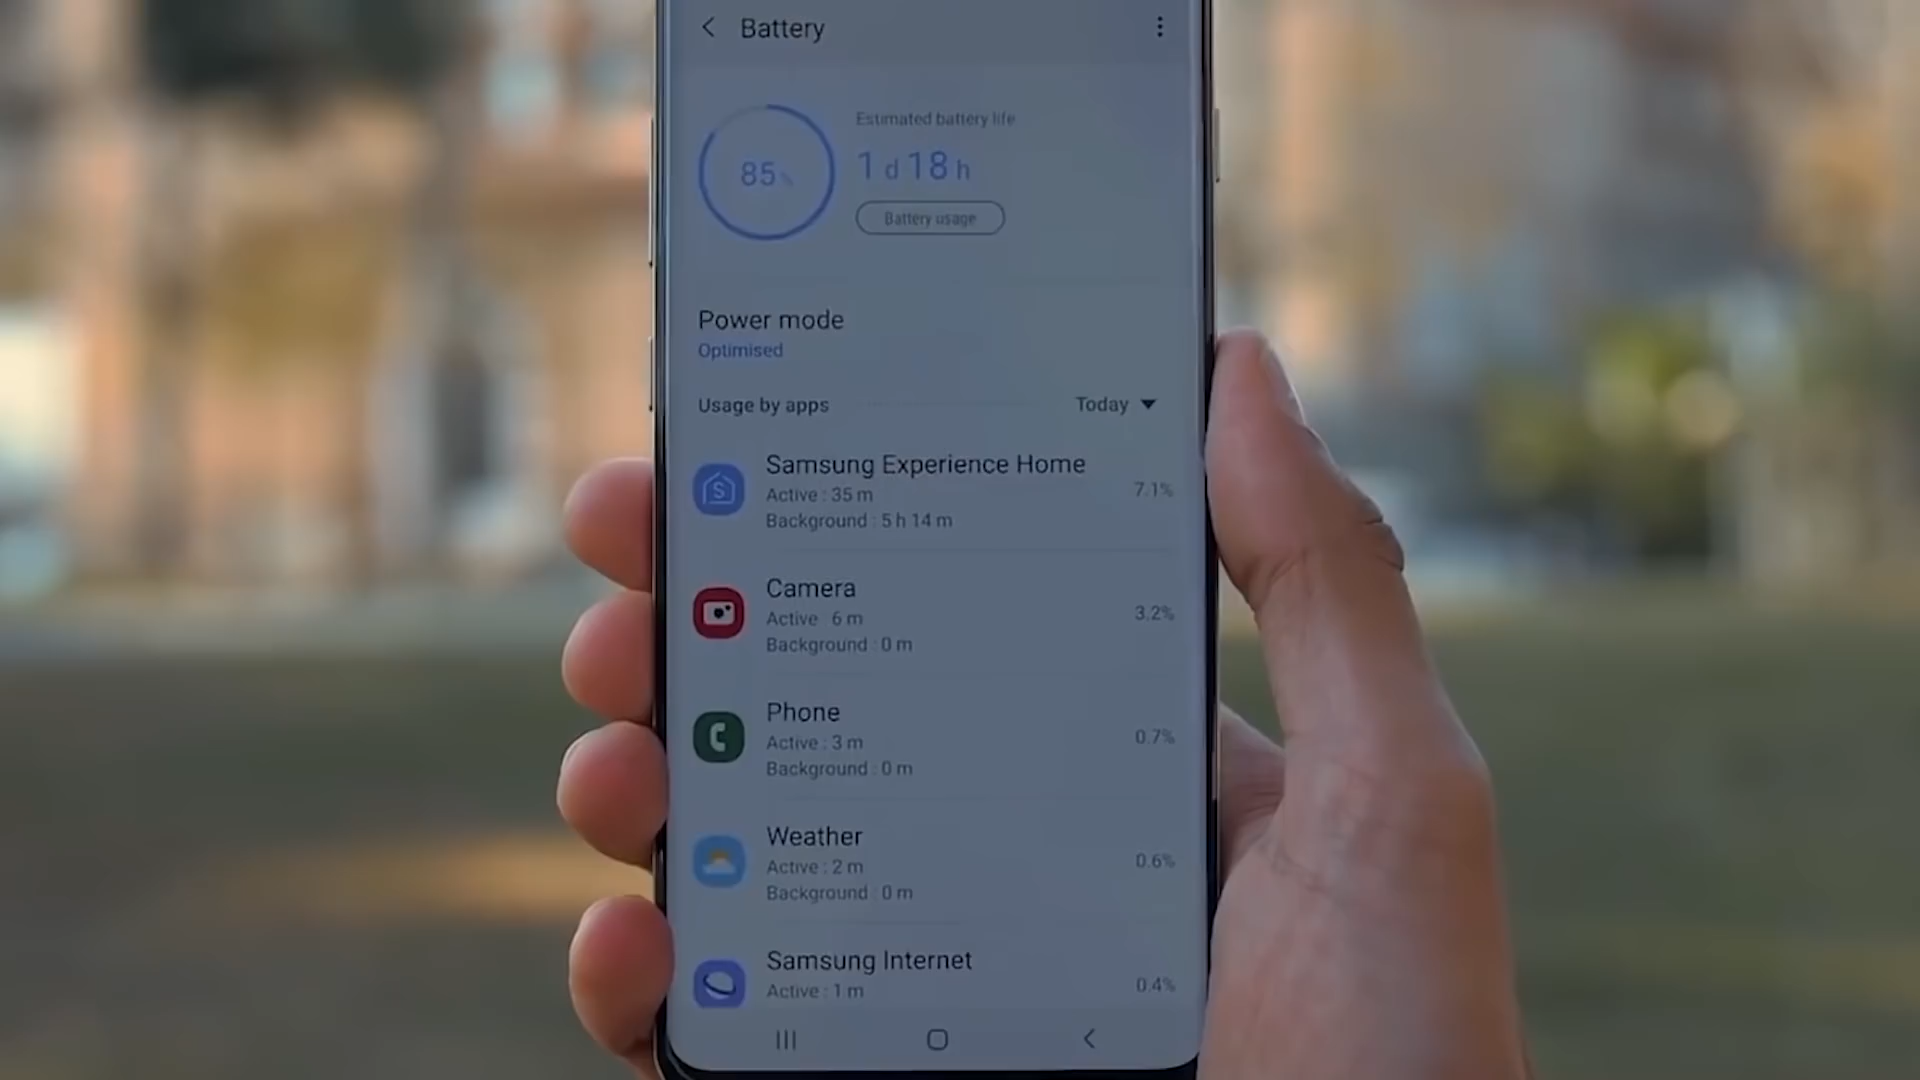 Battery
Estimated battery life
85%
1 d 18 h
Battery usage
Power mode
Optimised
Usage by apps
Today
Samsung Experience Home
Active : 35 m
7.1%
Background : 5 h 14 m
Camera
Active 6 m
3.2%
Background : 0 m
Phone
Active : 3 m
0.7%
Background : 0 m
Weather
Active : 2 m
0.6%
Background : 0 m
Samsung Internet
Active : 1 m
0.4%